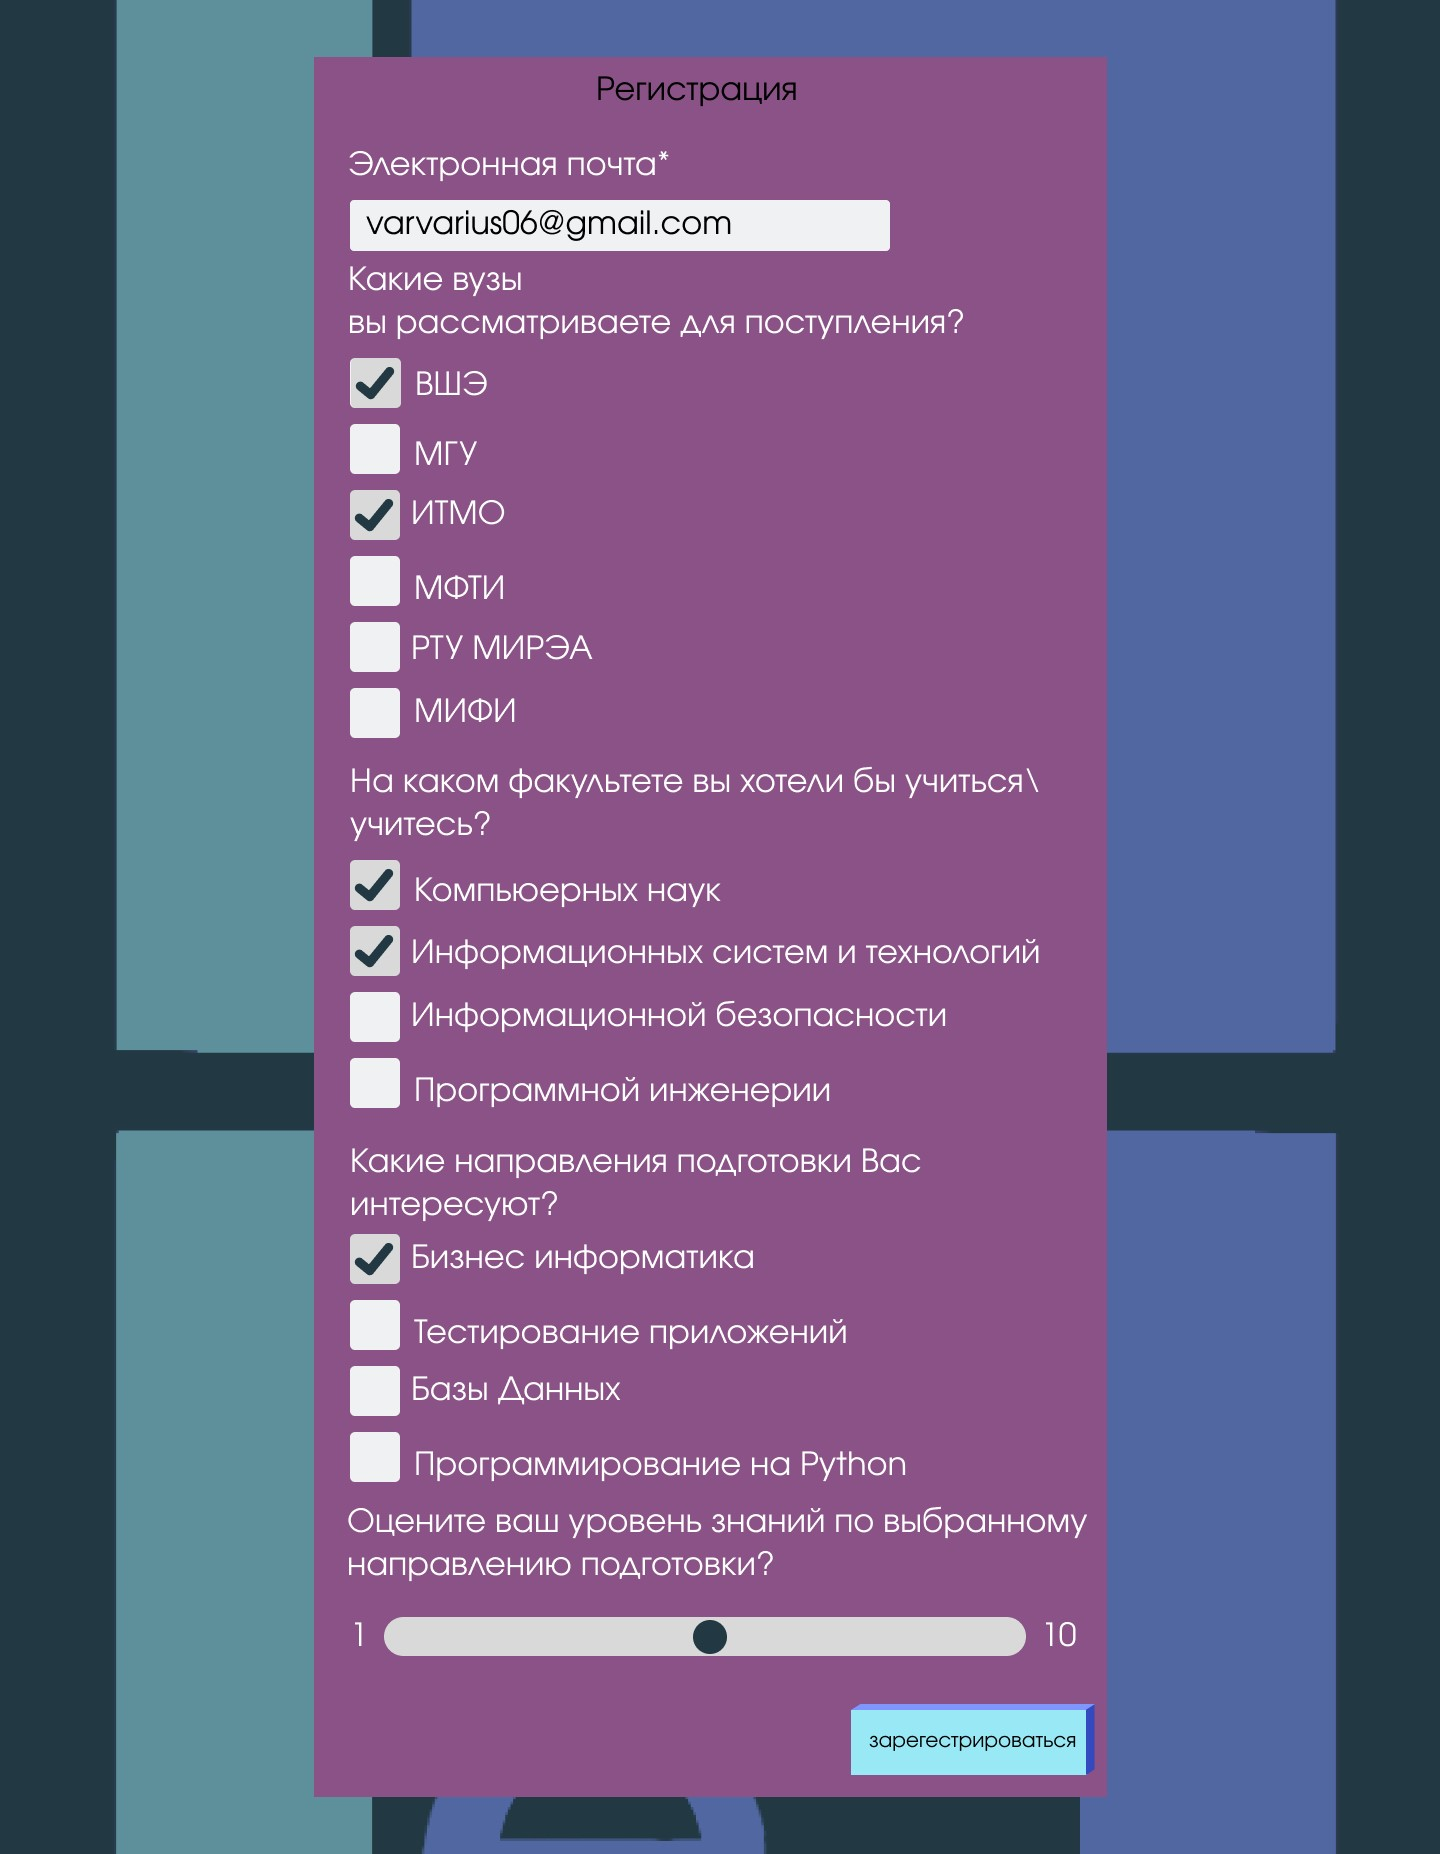 Регистрация
Электронная почта*
varvarius06@gmail.com
Какие вузы
вы рассматриваете для поступления?
ВШЭ
МГУ
ИТМО
МФТИ
РТУ МИРЭА
МИФИ
На каком факультете вы хотели бы учиться\
учитесь?
Компьюерных наук
Информационных систем и технологий
Информационной безопасности
Программной инженерии
Какие направления подготовки Вас
интересуют?
Бизнес информатика
Тестирование приложений
Базы Данных
Программирование на Python
Оцените ваш уровень знаний по выбранному
направлению подготовки?
1 10
зарегестрироваться